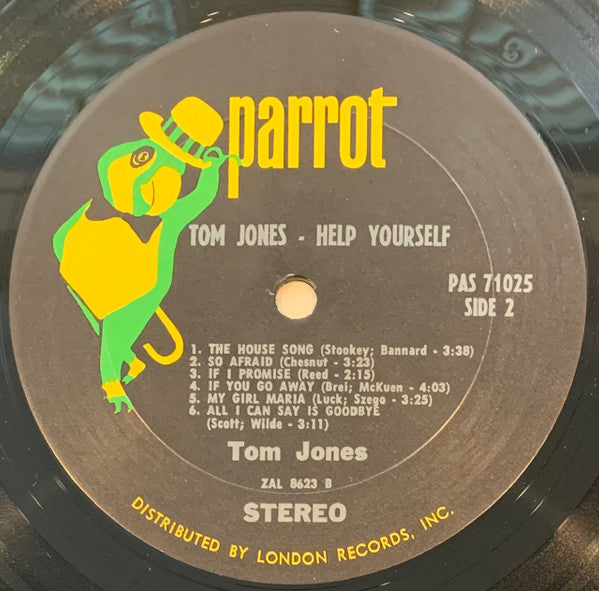 parrot
TOM JONES - HELP YOURSELF
PAS 71025
SIDE 2
1. THE HOUSE SONG (Stookey; Bannard - 3:38)
2. SO AFRAID (Chesnut - 3:23)
3. IF I PROMISE (Reed - 2:15)
4. IF YOU GO AWAY (Brel; McKuen - 4:03)
5. MY GIRL MARIA (Luck; Szego - 3:25)
6. ALL I CAN SAY IS GOODBYE
(Scott; Wilde - 3:11)
Tom Jones
ZAL 8623 B
STEREO
DISTRIBUTED BY LONDON RECORDS, INC.